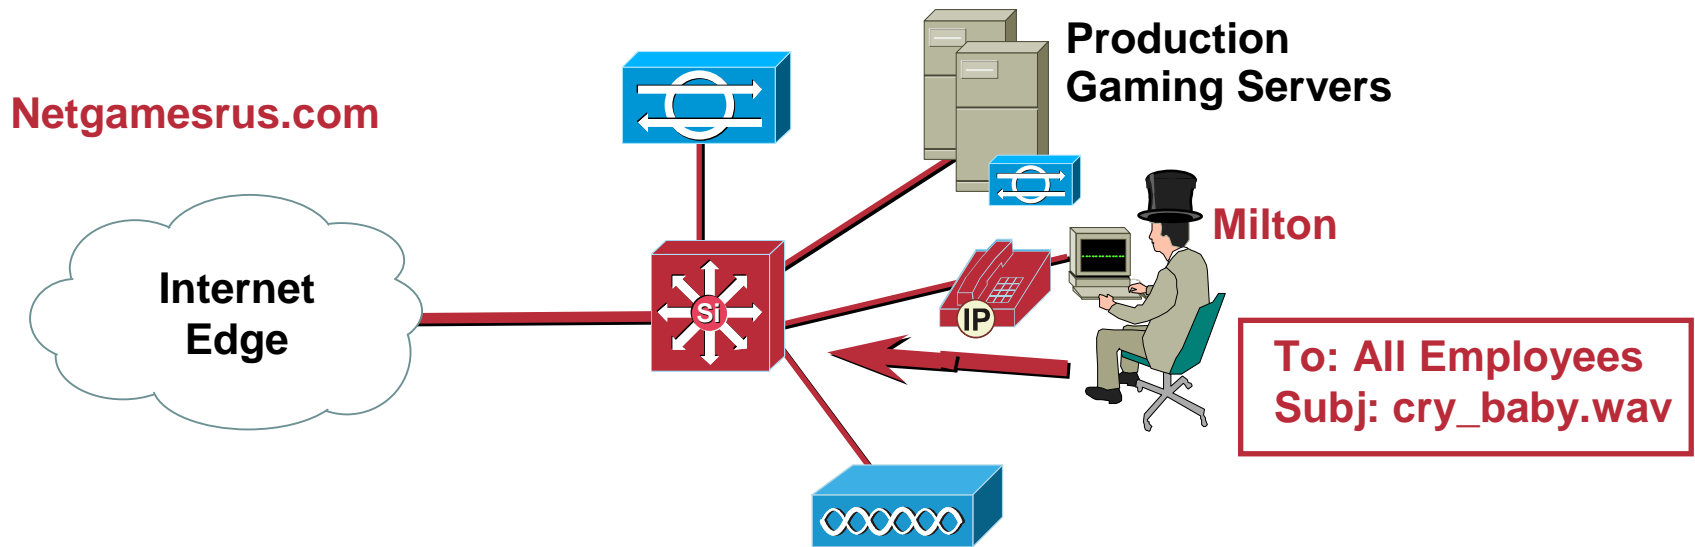 Netgamesrus.com
Production
Gaming Servers
Milton
Internet
Edge
Si
IP
To: All Employees
Subj: cry_baby.wav